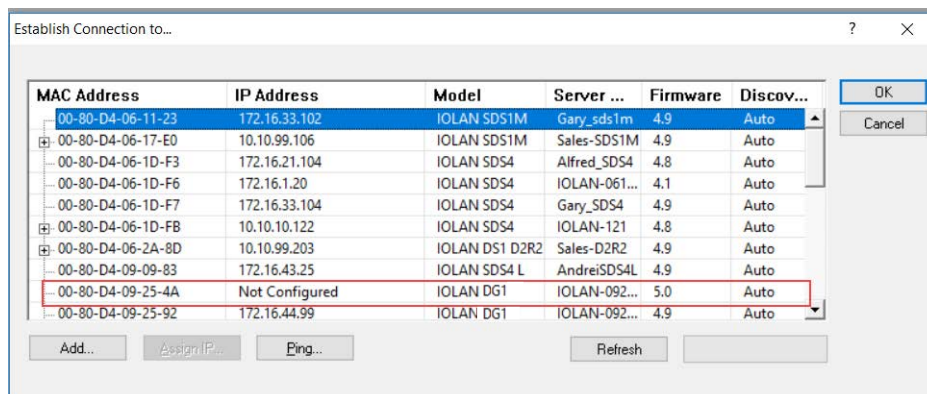 Establish Connection to... ?
MAC Address IP Address Model Server ... Firmware Discov...
00-80-D4-06-11-23 172.16.33.102 IOLAN SDS1M Gary_sds1m 4.9 Auto
00-80-D4-06-17-E0 10.10.99.106 IOLAN SDS1M Sales-SDS1M 4.9 Auto
00-80-D4-06-1D-F3 172.16.21.104 IOLAN SDS4 Alfred_SDS4 4.8 Auto
00-80-D4-06-1D-F6 172.16.1.20 IOLAN SDS4 IOLAN-061... 4.1 Auto
00-80-D4-06-1D-F7 172.16.33.104 IOLAN SDS4 Gary_SDS4 4.9 Auto
00-80-D4-06-1D-FB 10.10.10.122 IOLAN SDS4 IOLAN-121 4.8 Auto
00-80-D4-06-2A-8D 10.10.99.203 IOLAN DS1 D2R2 Sales-D2R2 4.9 Auto
00-80-D4-09-09-83 172.16.43.25 IOLAN SDS4 L AndreiSDS4L 4.9 Auto
00-80-D4-09-25-4A Not Configured IOLAN DG1 IOLAN-092... 5.0 Auto
00-80-D4-09-25-92 172.16.44.99 IOLAN DG1 IOLAN-092... 4.9 Auto
OK
Cancel
Add... Assign IP... Ping... Refresh